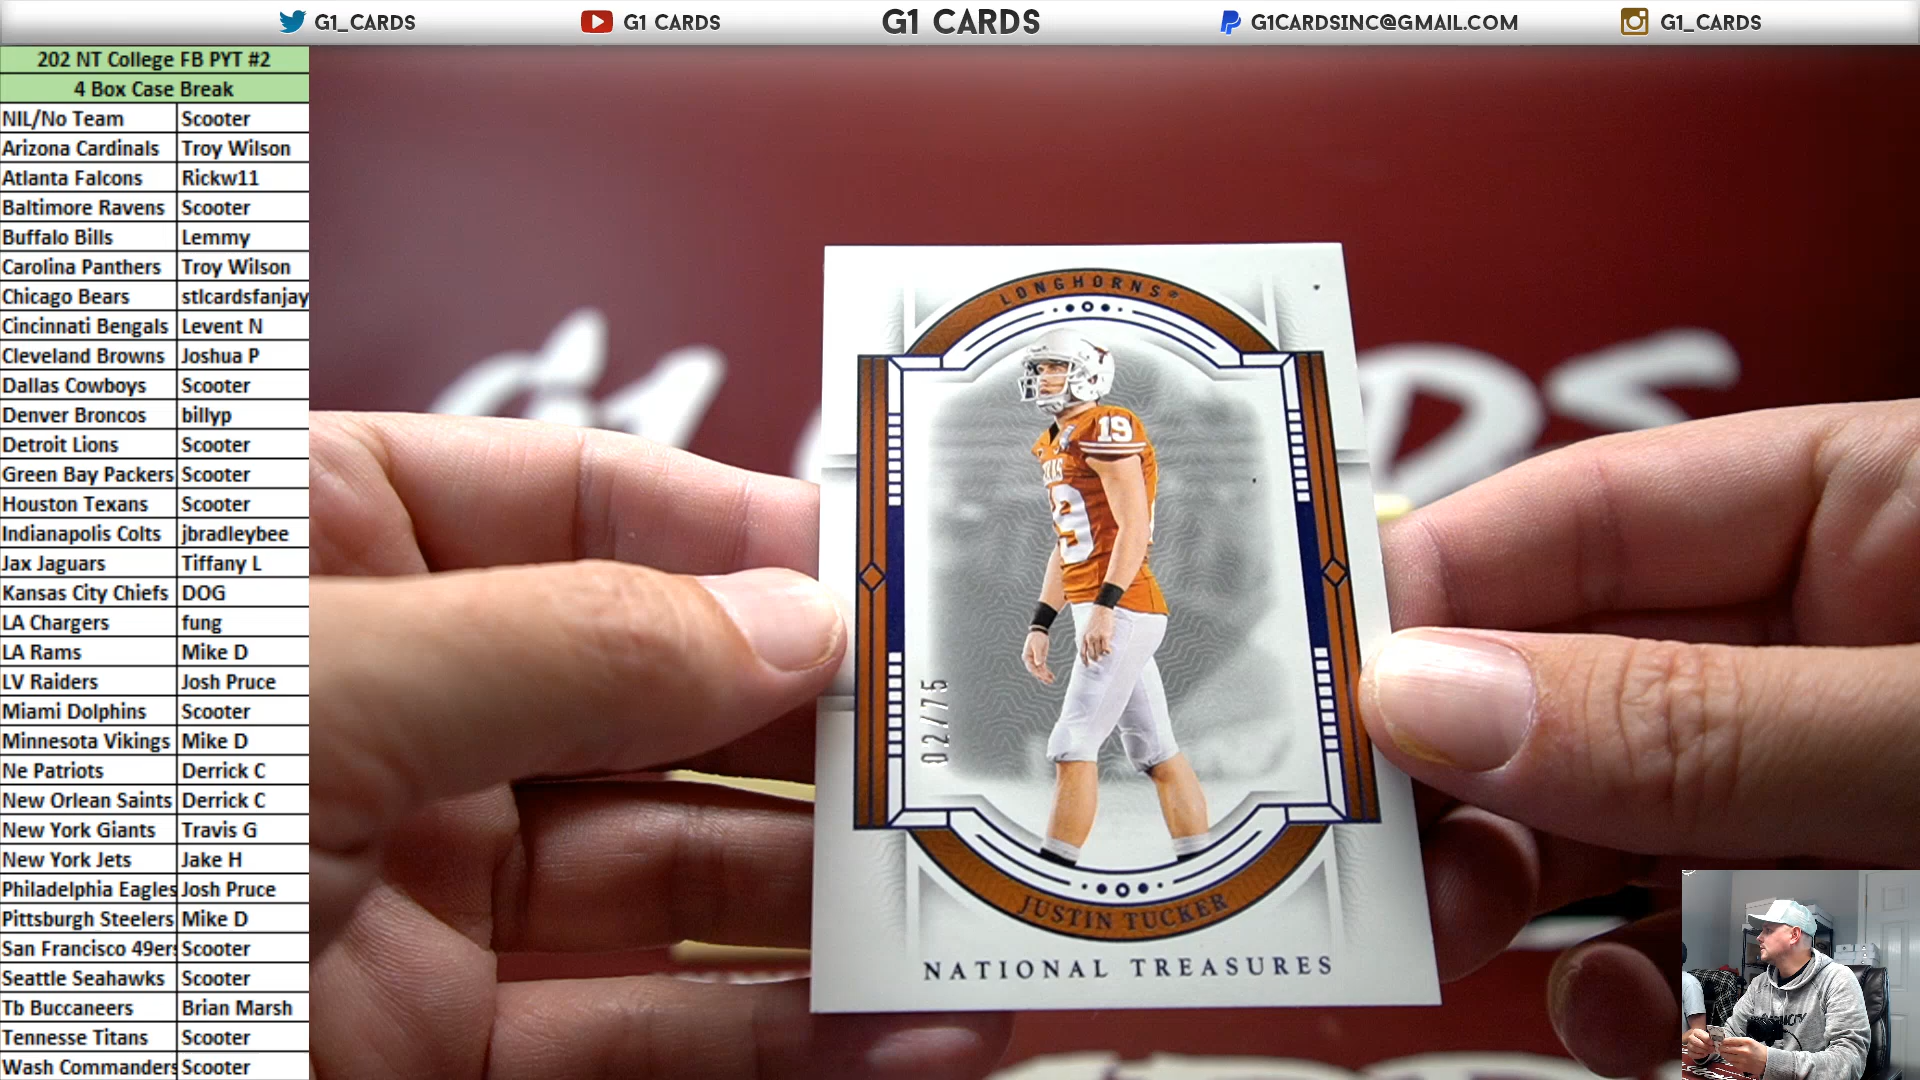 G1_CARDS
G1 CARDS
G1 CARDS
G1CARDSINC@GMAIL.COM
G1_CARDS
202 NT College FB PYT #2
4 Box Case Break
NIL/No Team Scooter
Arizona Cardinals Troy Wilson
Atlanta Falcons Rickw11
Baltimore Ravens Scooter
Buffalo Bills Lemmy
Carolina Panthers Troy Wilson
Chicago Bears stlcardsfanjay
Cincinnati Bengals Levent N
Cleveland Browns Joshua P
Dallas Cowboys Scooter
Denver Broncos billyp
Detroit Lions Scooter
Green Bay Packers Scooter
Houston Texans Scooter
Indianapolis Colts jbradleybee
Jax Jaguars Tiffany L
Kansas City Chiefs DOG
LA Chargers fung
LA Rams Mike D
LV Raiders Josh Pruce
Miami Dolphins Scooter
Minnesota Vikings Mike D
Ne Patriots Derrick C
New Orlean Saints Derrick C
New York Giants Travis G
New York Jets Jake H
Philadelphia Eagles Josh Pruce
Pittsburgh Steelers Mike D
San Francisco 49ers Scooter
Seattle Seahawks Scooter
Tb Buccaneers Brian Marsh
Tennesse Titans Scooter
Wash Commanders Scooter
G1 CARDS
LONGHORNS®
19
TEXAS
19
02/75
JUSTIN TUCKER
NATIONAL TREASURES